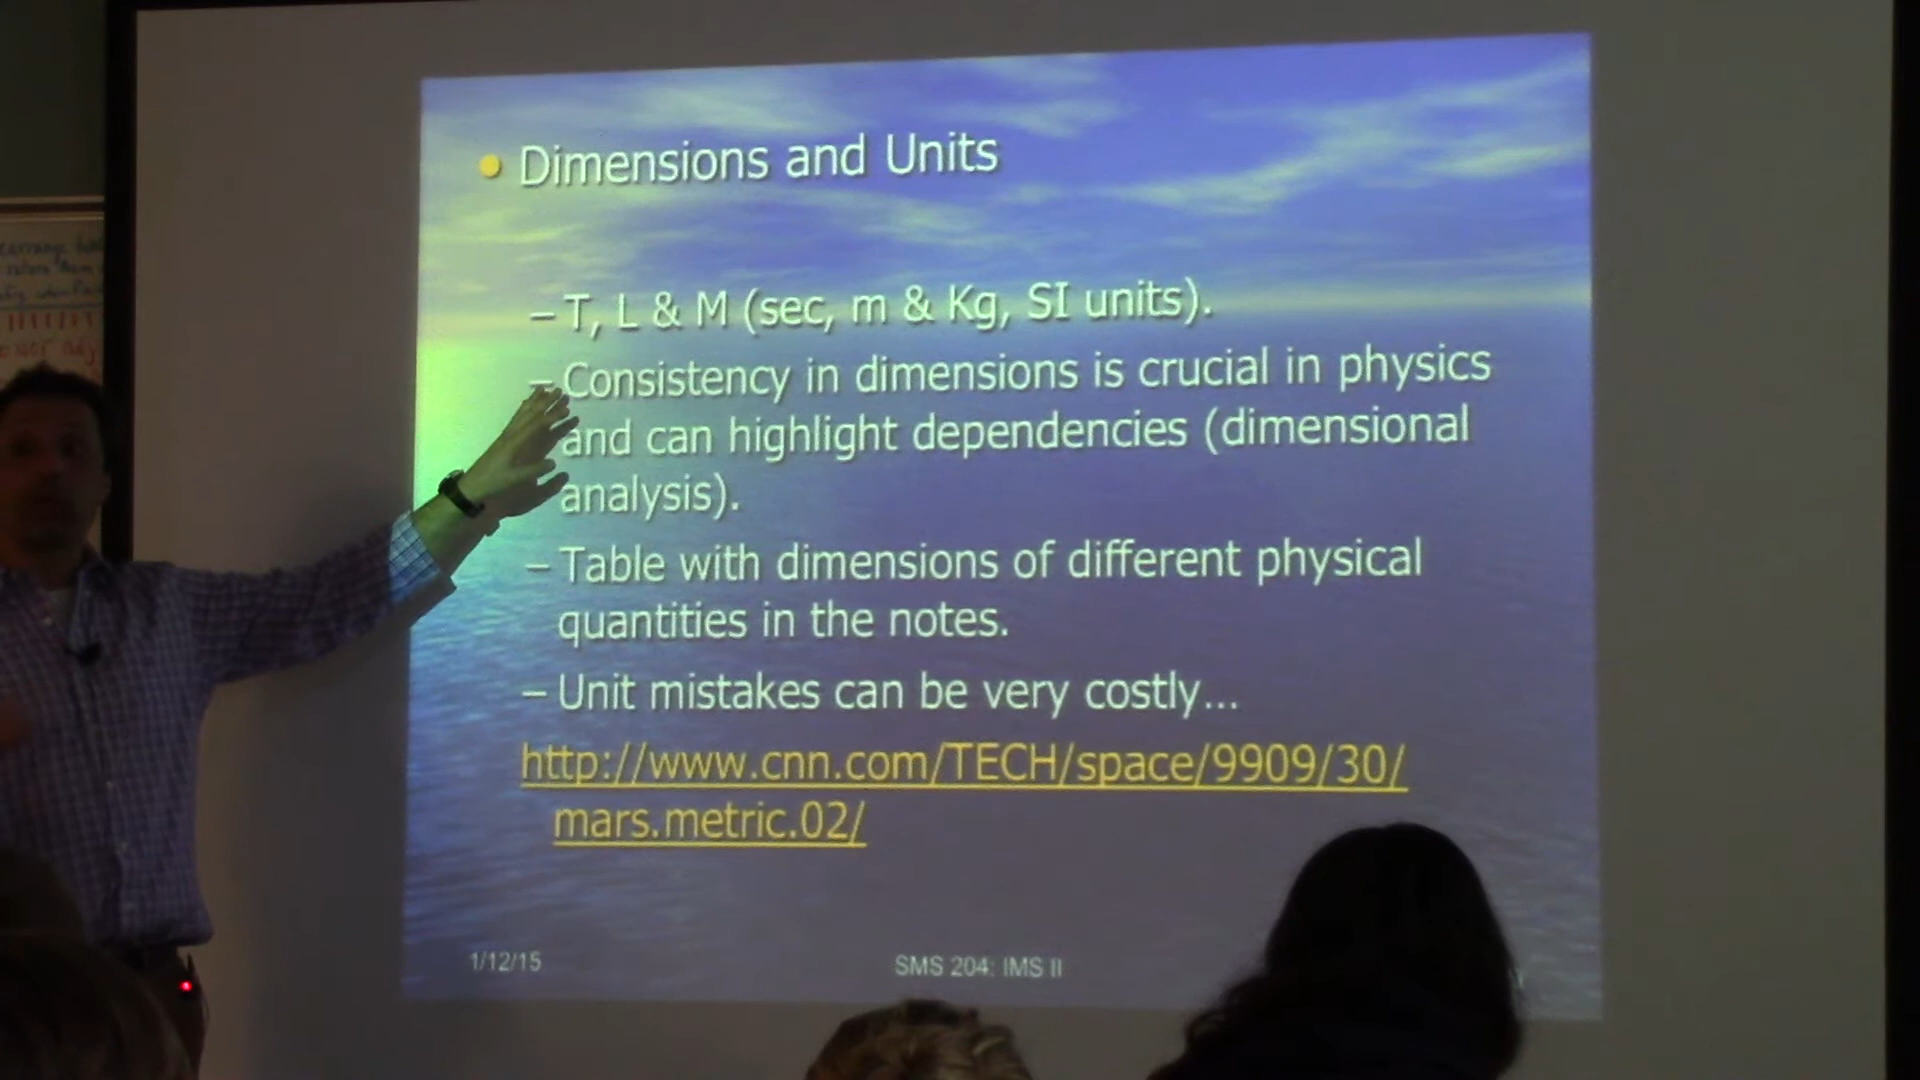 • Dimensions and Units
– T, L & M (sec, m & Kg, SI units).
– Consistency in dimensions is crucial in physics
and can highlight dependencies (dimensional
analysis).
– Table with dimensions of different physical
quantities in the notes.
– Unit mistakes can be very costly...
http://www.cnn.com/TECH/space/9909/30/
mars.metric.02/
1/12/15
SMS 204: IMS II